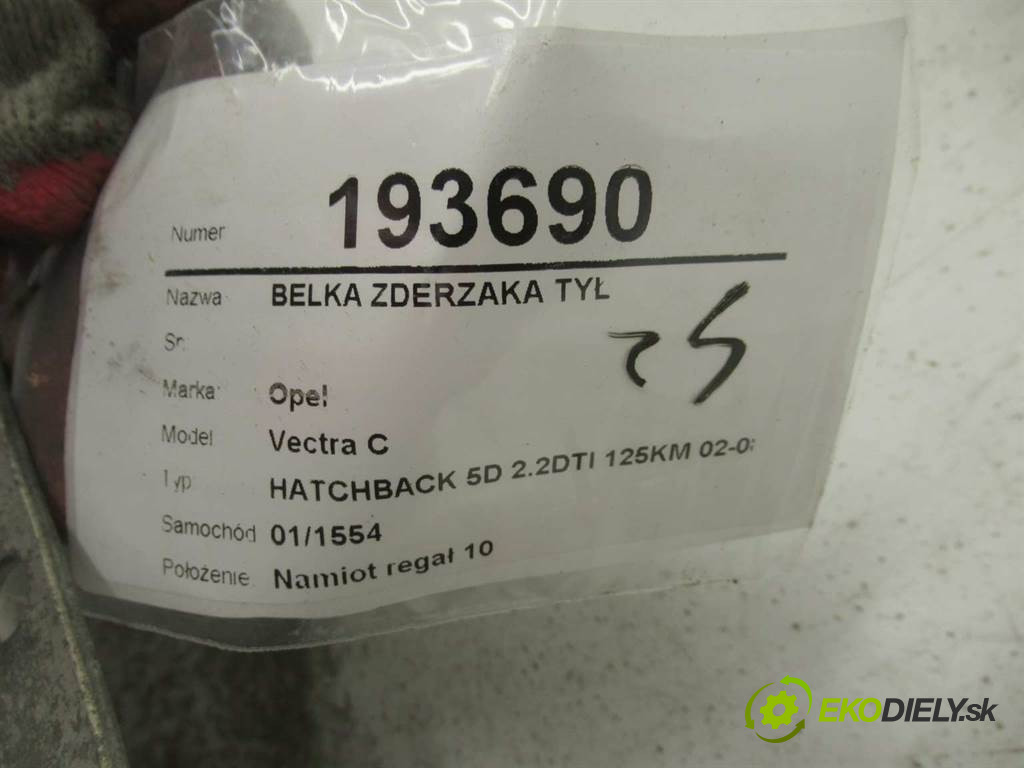 Numer 193690
Nazwa BELKA ZDERZAKA TYŁ
Sr.
Marka Opel
Model Vectra C
Typ HATCHBACK 5D 2.2DTI 125KM 02-0
Samochód 01/1554
Położenie Namiot regał 10
EKODIELY.sk